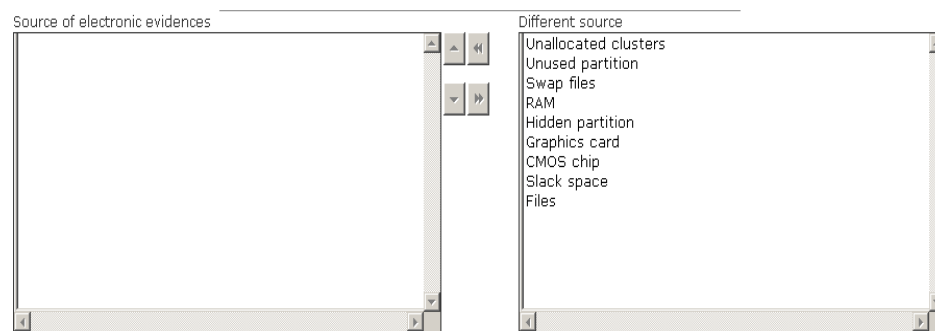 Source of electronic evidences
Different source
Unallocated clusters
Unused partition
Swap files
RAM
Hidden partition
Graphics card
CMOS chip
Slack space
Files